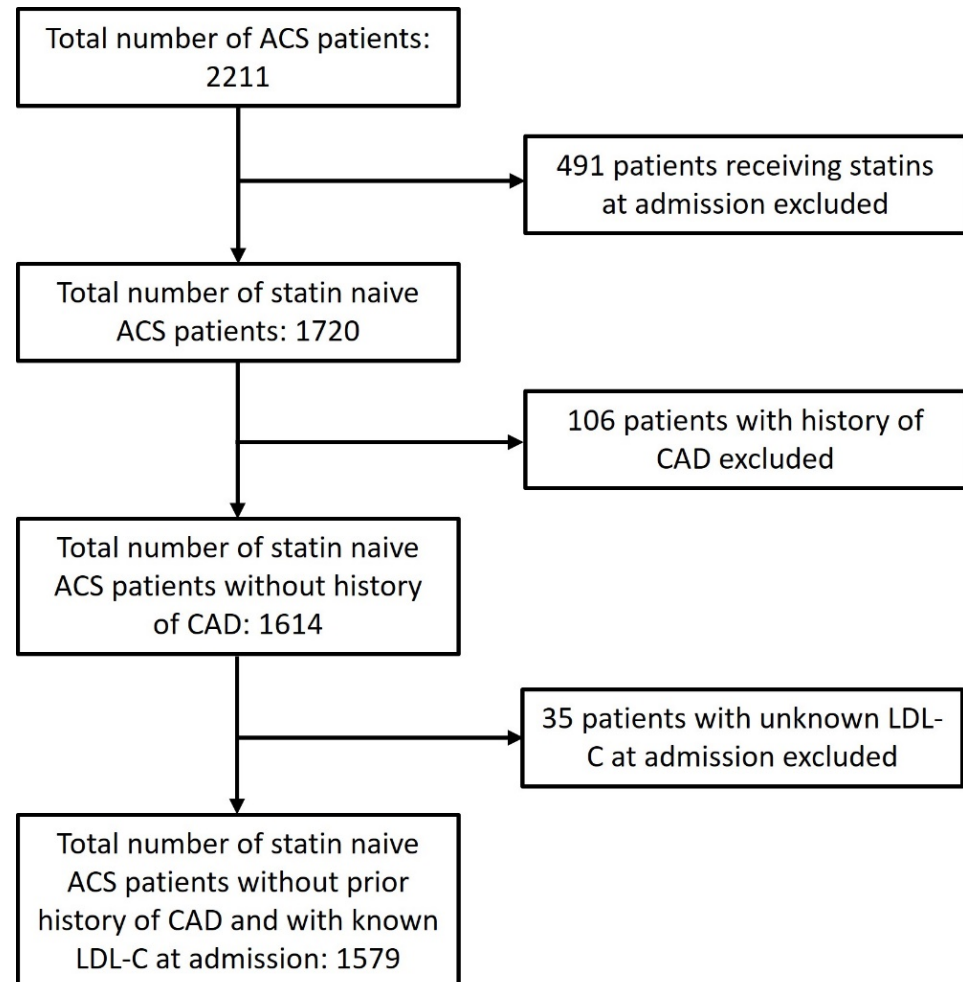 Total number of ACS patients:
2211
491 patients receiving statins
at admission excluded
Total number of statin naive
ACS patients: 1720
106 patients with history of
CAD excluded
Total number of statin naive
ACS patients without history
of CAD: 1614
35 patients with unknown LDL-
C at admission excluded
Total number of statin naive
ACS patients without prior
history of CAD and with known
LDL-C at admission: 1579